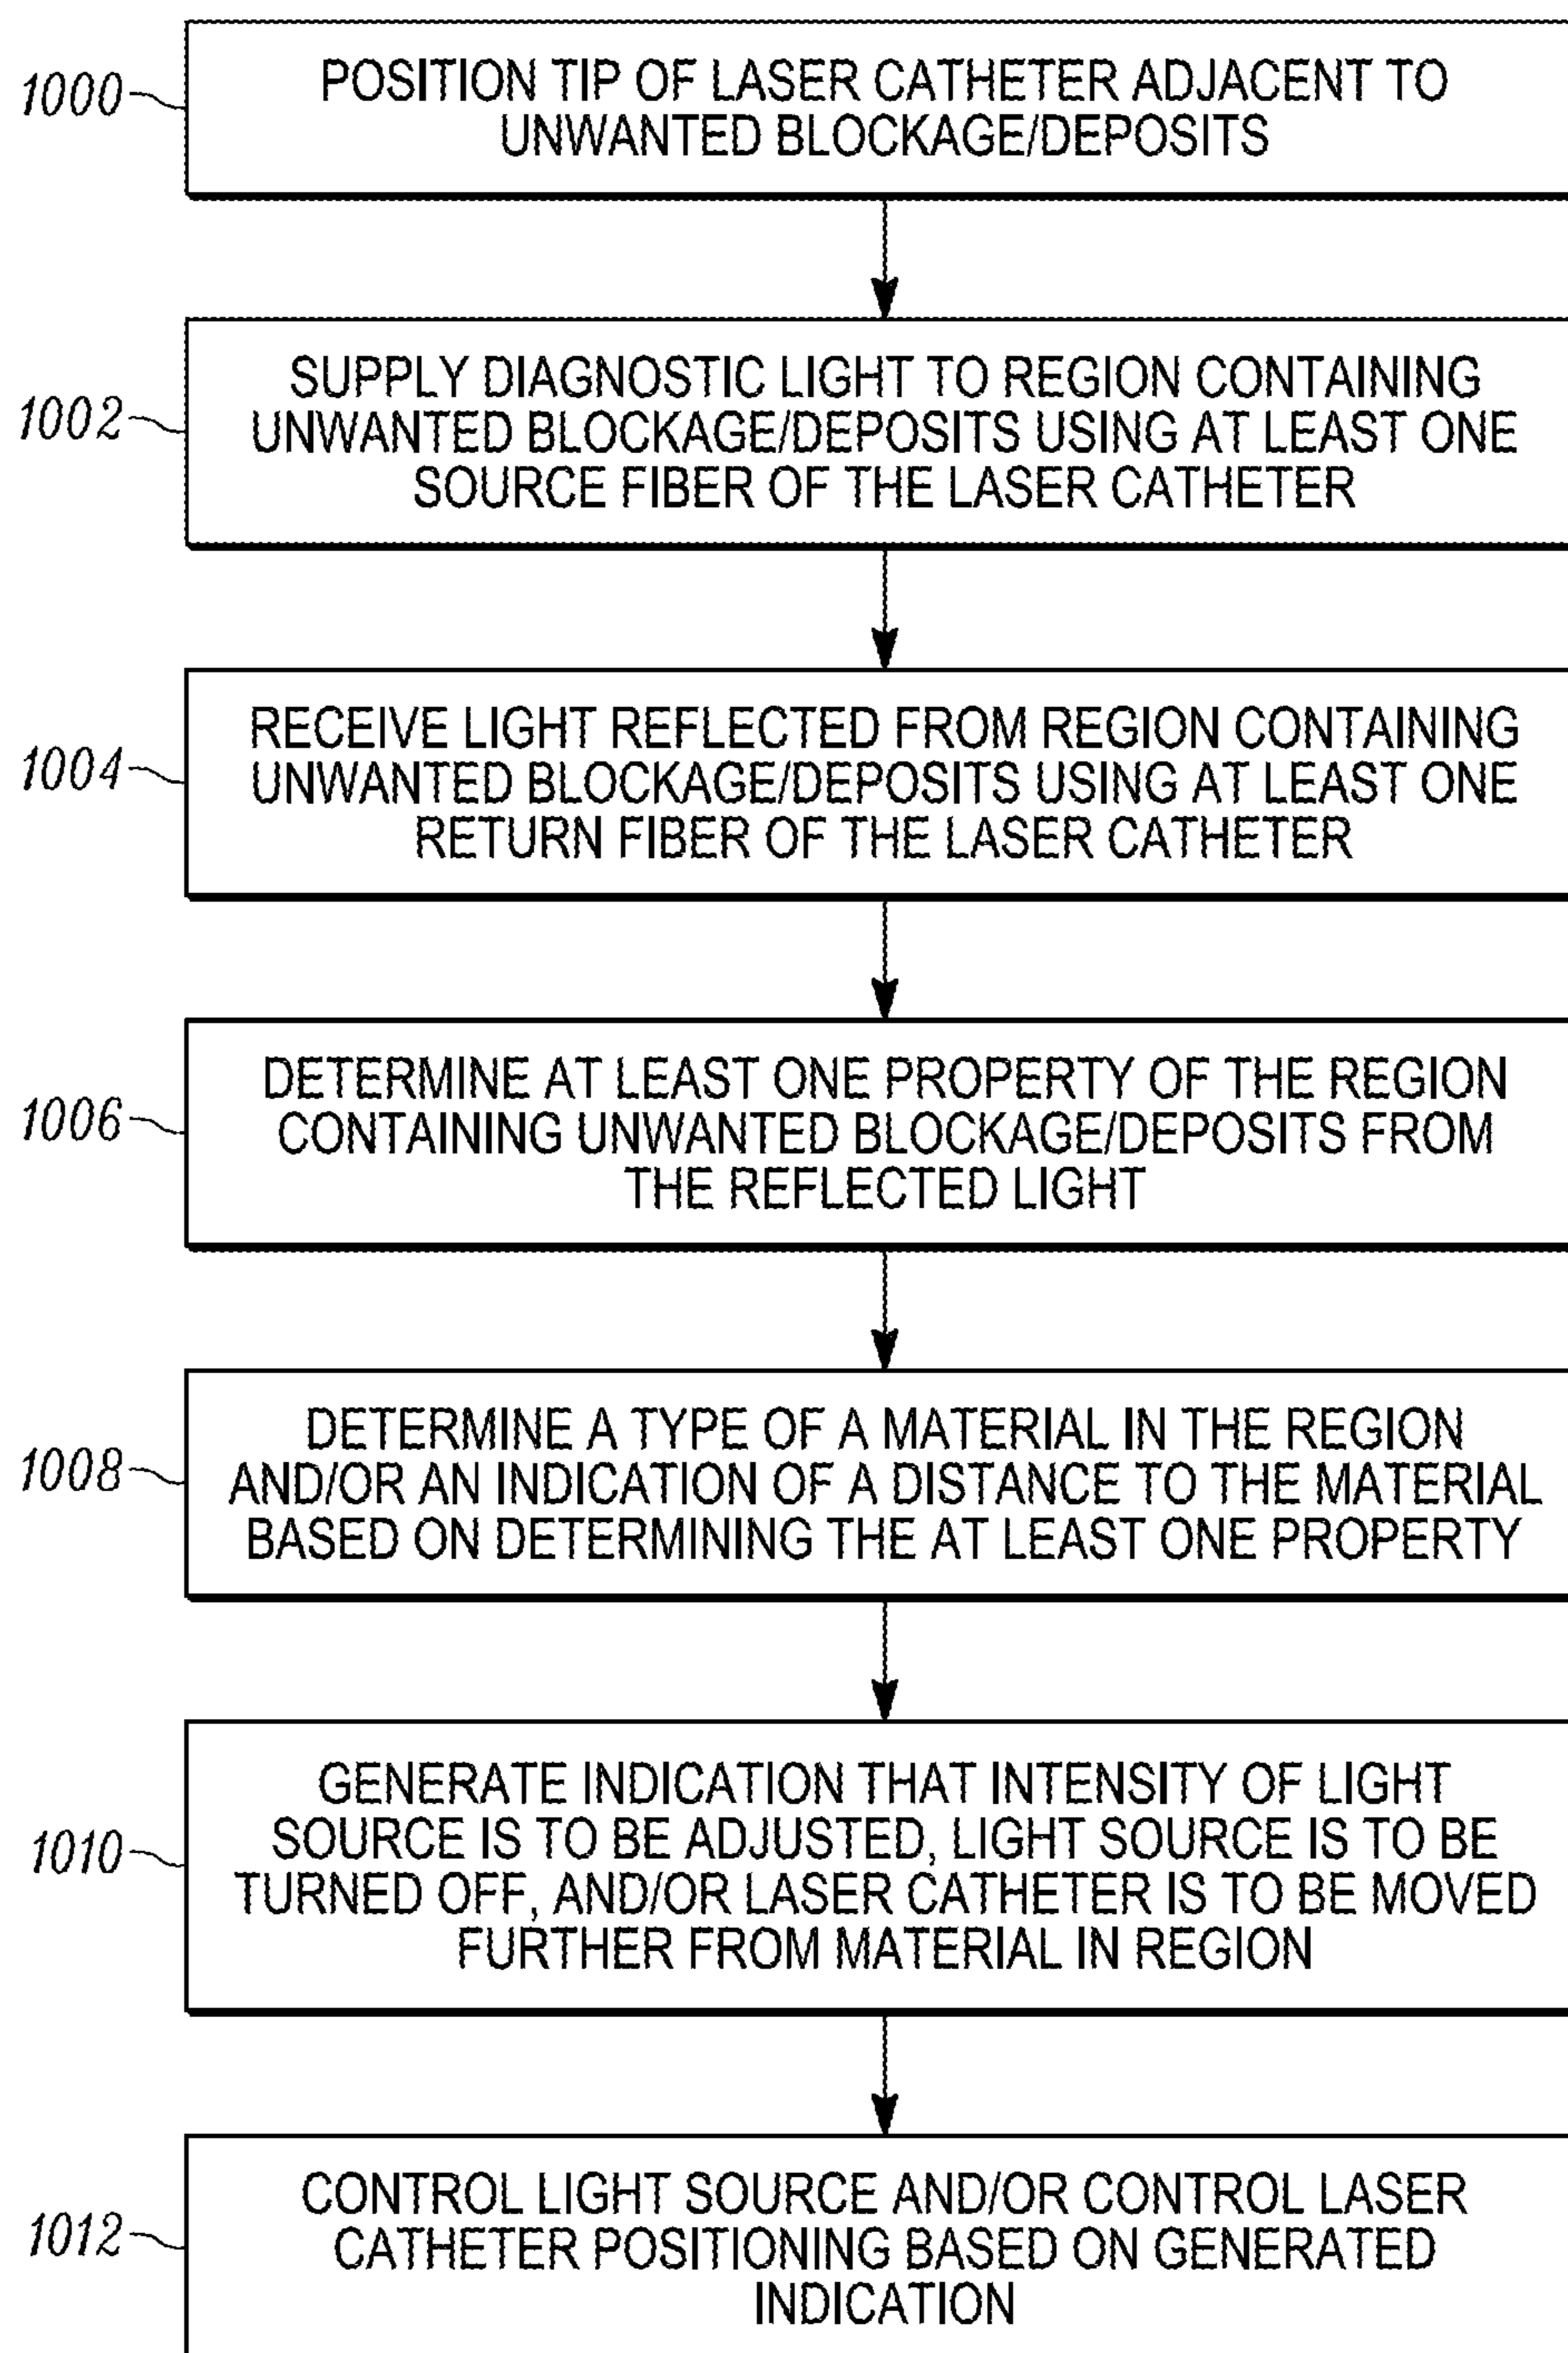 1000
POSITION TIP OF LASER CATHETER ADJACENT TO
UNWANTED BLOCKAGE/DEPOSITS
1002
SUPPLY DIAGNOSTIC LIGHT TO REGION CONTAINING
UNWANTED BLOCKAGE/DEPOSITS USING AT LEAST ONE
SOURCE FIBER OF THE LASER CATHETER
1004
RECEIVE LIGHT REFLECTED FROM REGION CONTAINING
UNWANTED BLOCKAGE/DEPOSITS USING AT LEAST ONE
RETURN FIBER OF THE LASER CATHETER
1006
DETERMINE AT LEAST ONE PROPERTY OF THE REGION
CONTAINING UNWANTED BLOCKAGE/DEPOSITS FROM
THE REFLECTED LIGHT
1008
DETERMINE A TYPE OF A MATERIAL IN THE REGION
AND/OR AN INDICATION OF A DISTANCE TO THE MATERIAL
BASED ON DETERMINING THE AT LEAST ONE PROPERTY
1010
GENERATE INDICATION THAT INTENSITY OF LIGHT
SOURCE IS TO BE ADJUSTED, LIGHT SOURCE IS TO BE
TURNED OFF, AND/OR LASER CATHETER IS TO BE MOVED
FURTHER FROM MATERIAL IN REGION
1012
CONTROL LIGHT SOURCE AND/OR CONTROL LASER
CATHETER POSITIONING BASED ON GENERATED
INDICATION